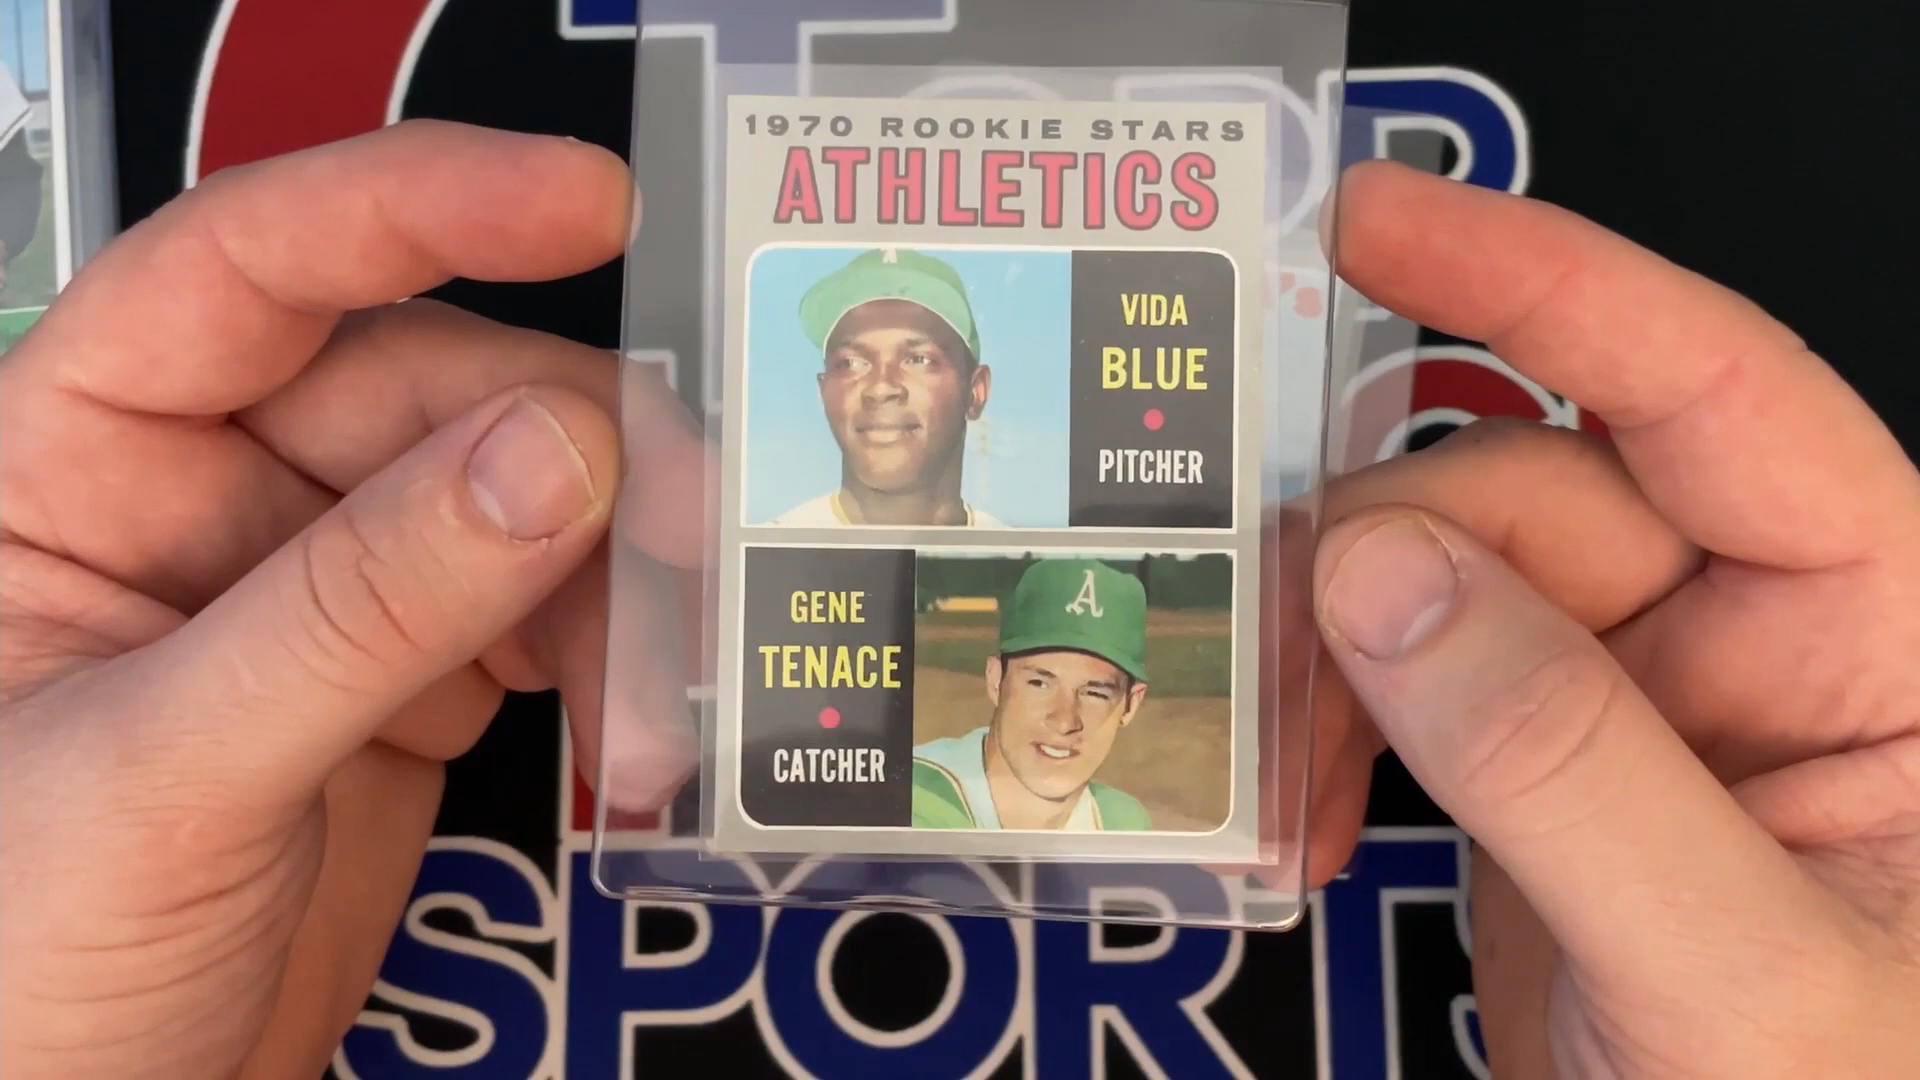 1970 ROOKIE STARS
ATHLETICS
A
VIDA
BLUE
PITCHER
GENE
TENACE
CATCHER
A
SPORTS